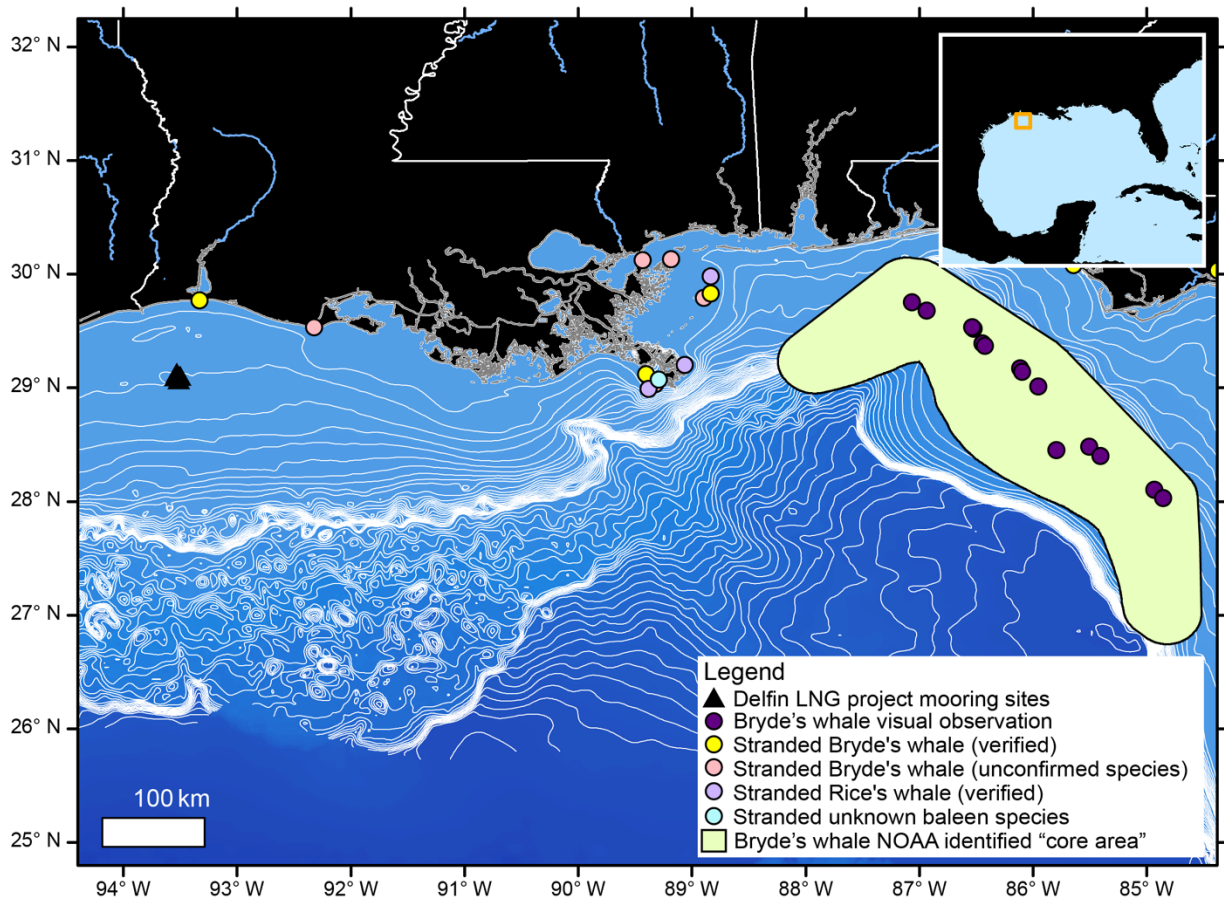 32° N
31° N
30° N
29° N
28° N
27° N
26° N
25° N
Legend
Delfin LNG project mooring sites
Bryde's whale visual observation
Stranded Bryde's whale (verified)
Stranded Bryde's whale (unconfirmed species)
Stranded Rice's whale (verified)
Stranded unknown baleen species
Bryde's whale NOAA identified “core area”
100 km
94° W 93° W 92° W 91° W 90° W 89° W 88° W 87° W 86° W 85° W